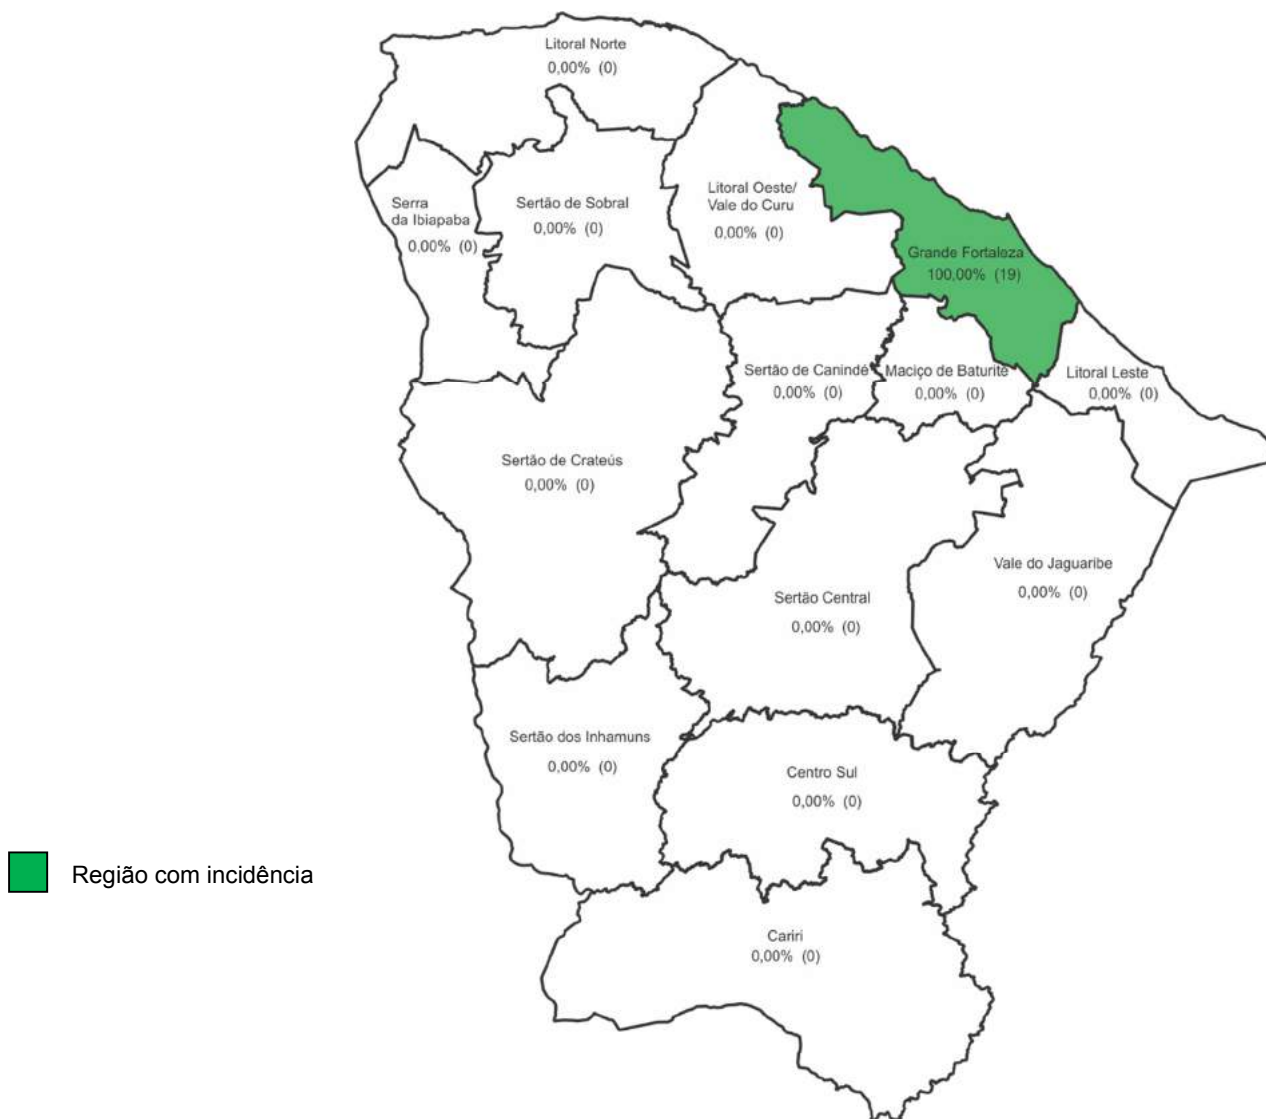 Litoral Norte
0,00% (0)
Serra
da Ibiapaba
0,00% (0)
Sertão de Sobral
0,00% (0)
Litoral Oeste/
Vale do Curu
0,00% (0)
Grande Fortaleza
100,00% (19)
Sertão de Canindé
0,00% (0)
Maciço de Baturité
0,00% (0)
Litoral Leste
0,00% (0)
Sertão de Crateús
0,00% (0)
Vale do Jaguaribe
0,00% (0)
Sertão Central
0,00% (0)
Sertão dos Inhamuns
0,00% (0)
Centro Sul
0,00% (0)
Região com incidência
Cariri
0,00% (0)